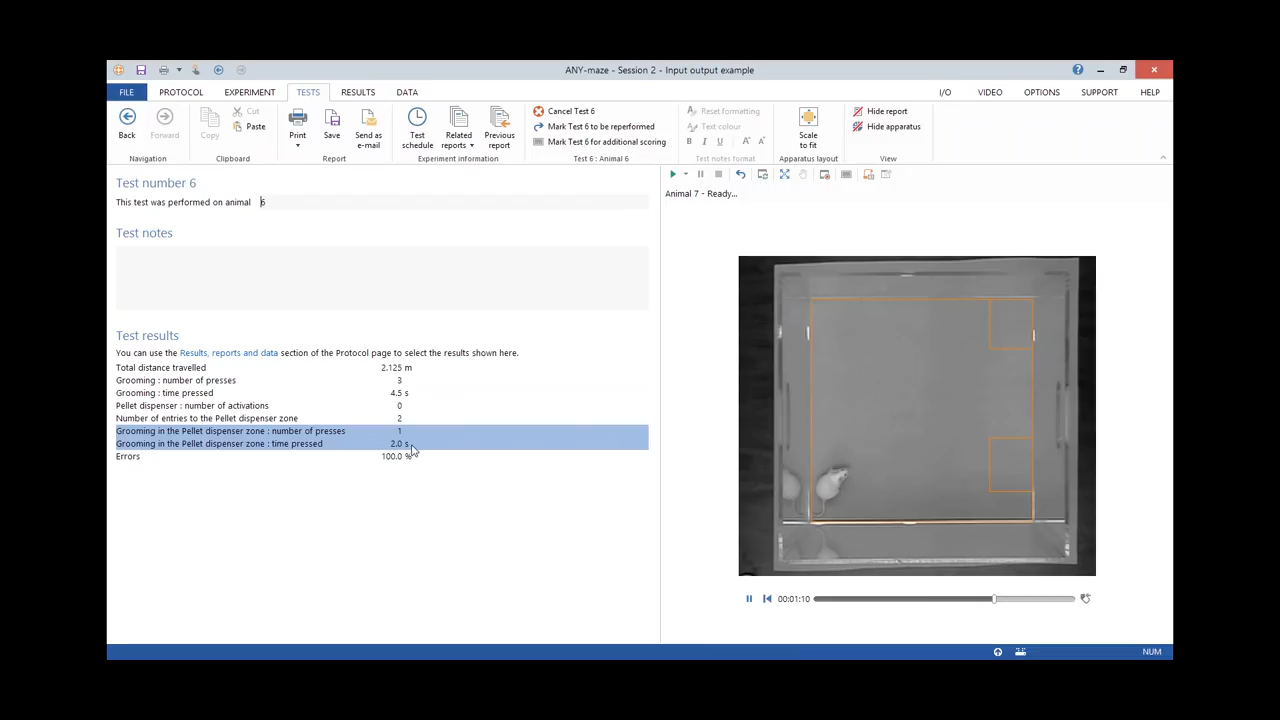 ANY-maze - Session 2 - Input output example
FILE PROTOCOL EXPERIMENT TESTS RESULTS DATA I/O VIDEO OPTIONS SUPPORT HELP
Back Forward Copy Cut Paste Print Save Send as e-mail Test schedule Related reports Previous report
Cancel Test 6
Mark Test 6 to be reperformed
Mark Test 6 for additional scoring
Reset formatting
Text colour
B I U A A
Scale to fit
Hide report
Hide apparatus
Navigation Clipboard Report Experiment information Test 6 : Animal 6 Test notes format Apparatus layout View
Test number 6
This test was performed on animal 6
Test notes
Test results
You can use the Results, reports and data section of the Protocol page to select the results shown here.
Total distance travelled 2.125 m
Grooming : number of presses 3
Grooming : time pressed 4.5 s
Pellet dispenser : number of activations 0
Number of entries to the Pellet dispenser zone 2
Grooming in the Pellet dispenser zone : number of presses 1
Grooming in the Pellet dispenser zone : time pressed 2.0 s
Errors 100.0 %
Animal 7 - Ready...
00:01:10
NUM